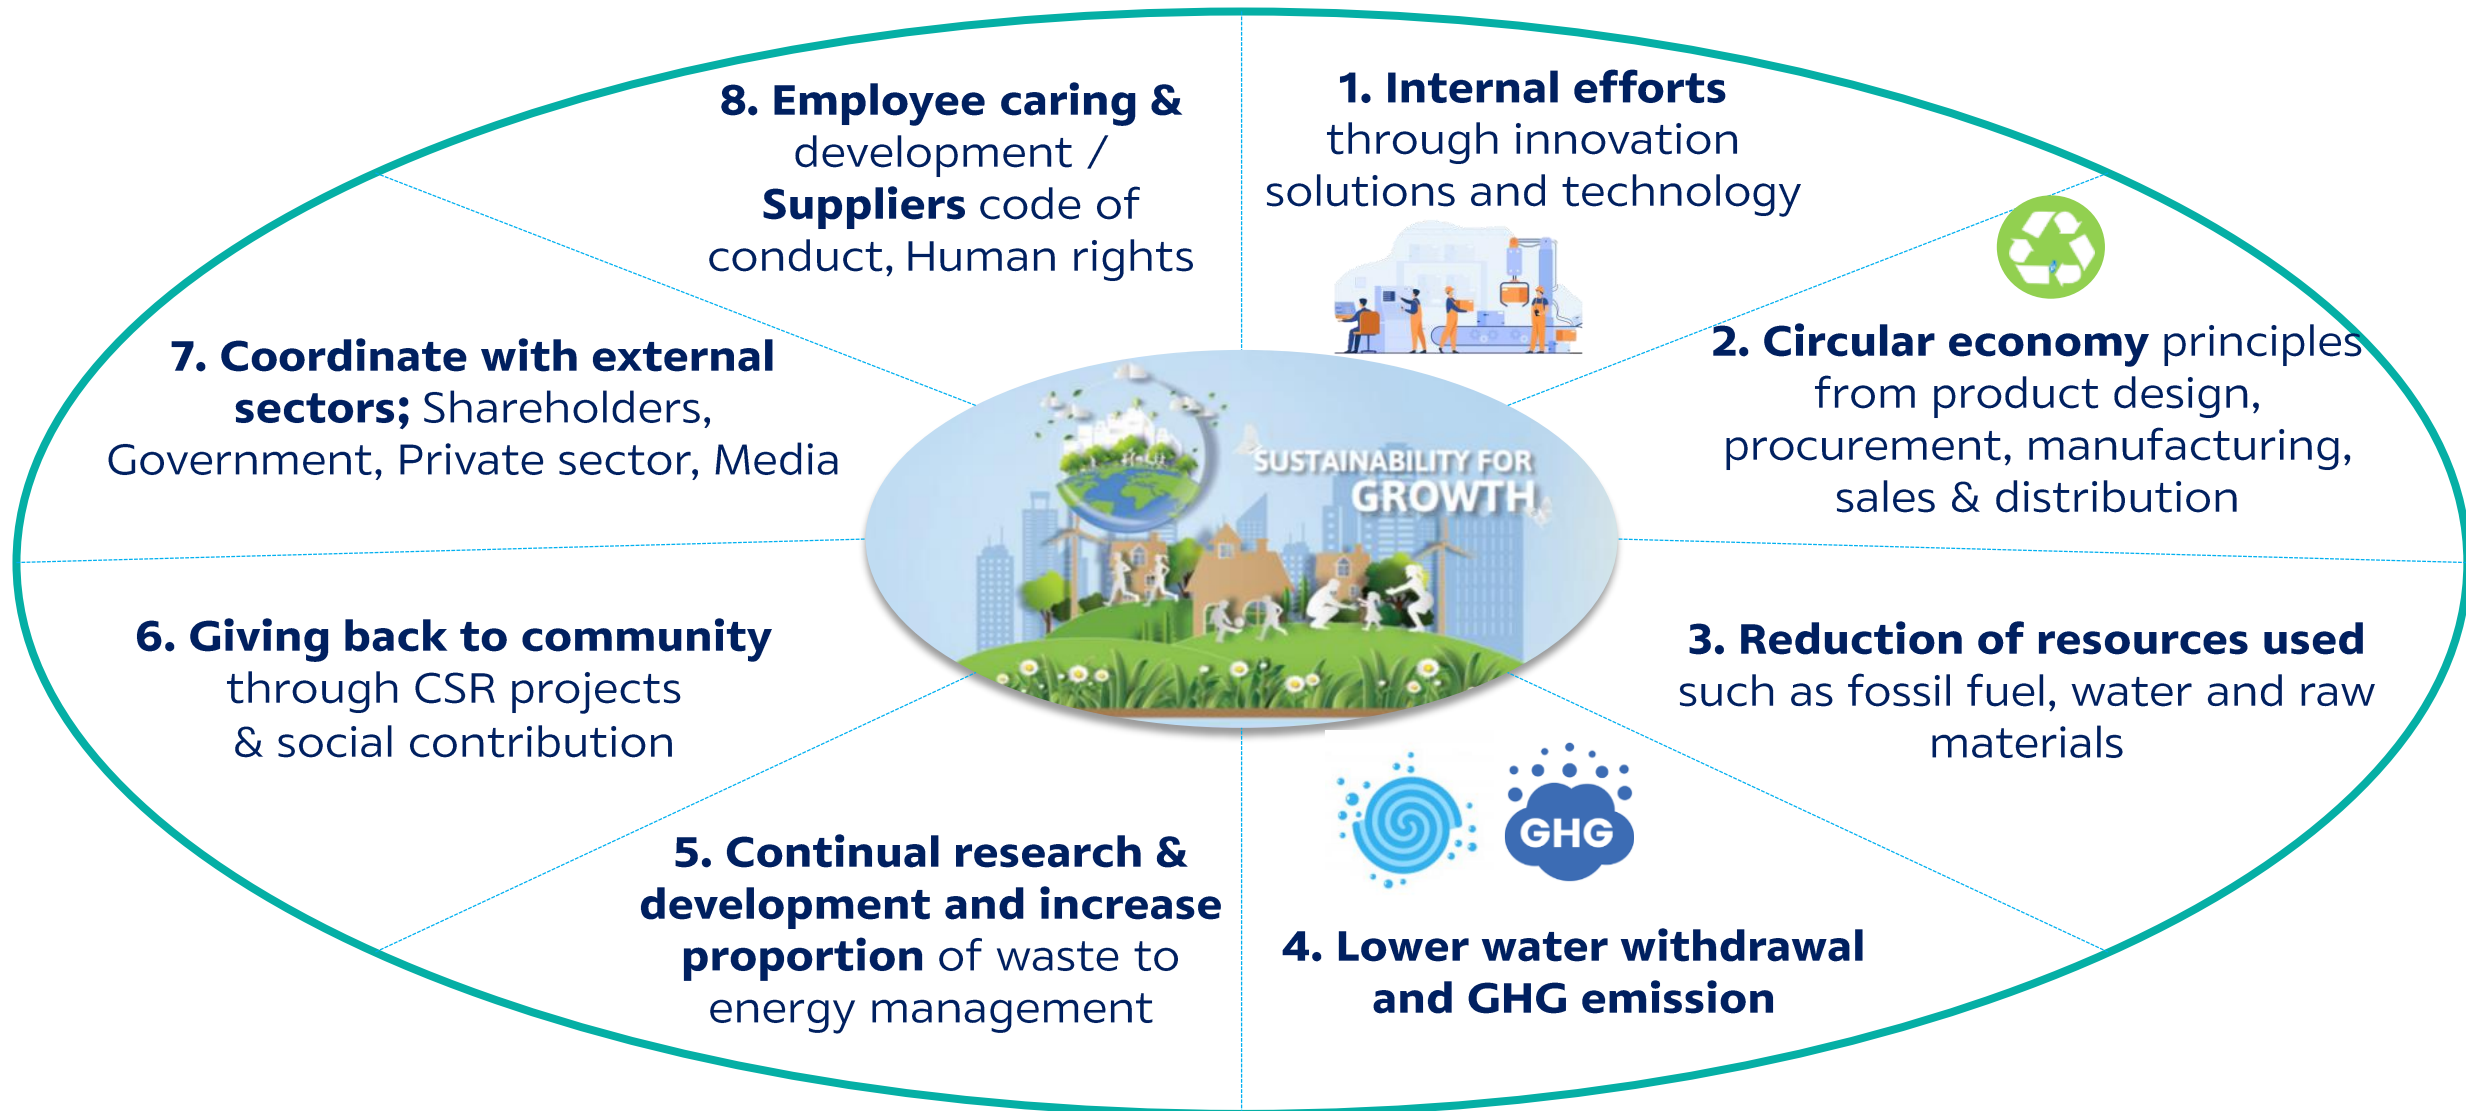 1. Internal efforts
through innovation
solutions and technology
2. Circular economy principles
from product design,
procurement, manufacturing,
sales & distribution
3. Reduction of resources used
such as fossil fuel, water and raw
materials
GHG
4. Lower water withdrawal
and GHG emission
5. Continual research &
development and increase
proportion of waste to
energy management
6. Giving back to community
through CSR projects
& social contribution
7. Coordinate with external
sectors; Shareholders,
Government, Private sector, Media
8. Employee caring &
development /
Suppliers code of
conduct, Human rights
SUSTAINABILITY FOR
GROWTH